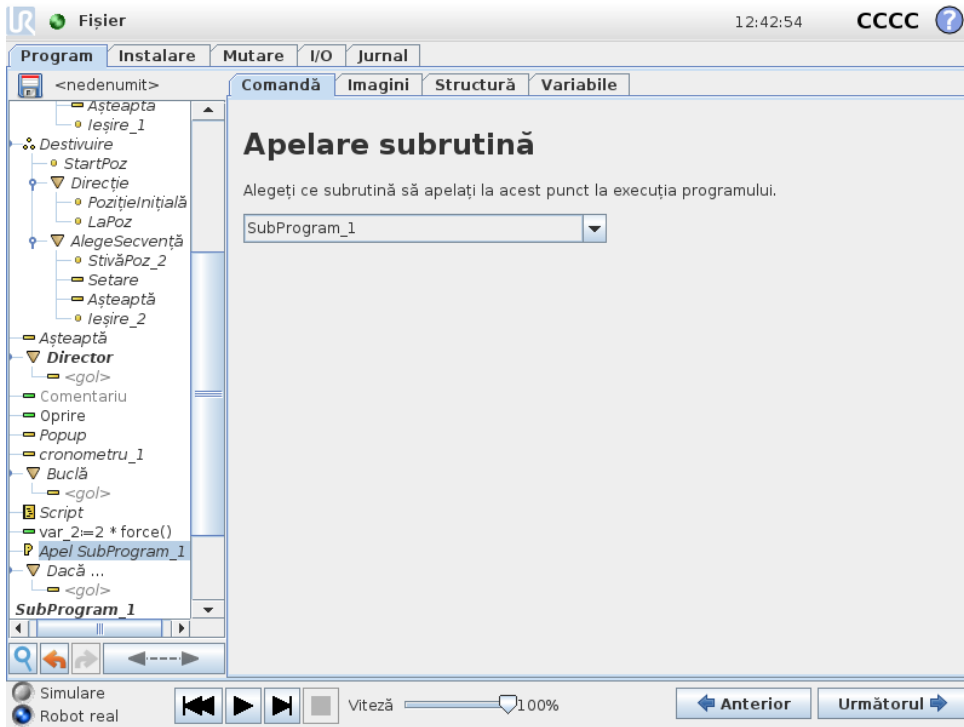 UR Fișier 12:42:54 CCCC ?
Program Instalare Mutare I/O Jurnal
<nedenumit>
Comandă Imagini Structură Variabile
Așteaptă
Ieșire_1
Destivuire
StartPoz
Direcție
PozițieInițială
LaPoz
AlegeSecvență
StivăPoz_2
Setare
Așteaptă
Ieșire_2
Așteaptă
Director
<gol>
Comentariu
Oprire
Popup
cronometru_1
Buclă
<gol>
Script
var_2:=2 * force()
P Apel SubProgram_1
Dacă ...
<gol>
SubProgram_1
Apelare subrutină
Alegeți ce subrutină să apelați la acest punct la execuția programului.
SubProgram_1
Simulare
Robot real
Viteză 100%
Anterior Următorul